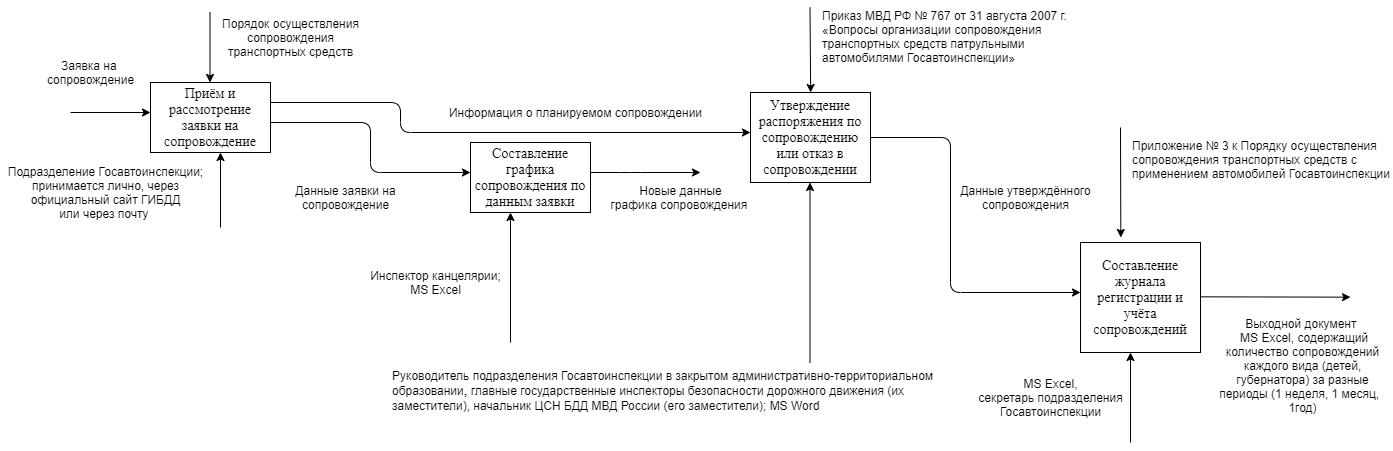 Порядок осуществления
сопровождения
транспортных средств
Заявка на
сопровождение
Приём и
рассмотрение
заявки на
сопровождение
Подразделение Госавтоинспекции;
принимается лично, через
официальный сайт ГИБДД
или через почту
Информация о планируемом сопровождении
Данные заявки на
сопровождение
Составление
графика
сопровождения по
данным заявки
Новые данные
графика сопровождения
Инспектор канцелярии;
MS Excel
Приказ МВД РФ № 767 от 31 августа 2007 г.
«Вопросы организации сопровождения
транспортных средств патрульными
автомобилями Госавтоинспекции»
Утверждение
распоряжения по
сопровождению
или отказ в
сопровождении
Руководитель подразделения Госавтоинспекции в закрытом административно-территориальном
образовании, главные государственные инспекторы безопасности дорожного движения (их
заместители), начальник ЦСН БДД МВД России (его заместители); MS Word
Данные утверждённого
сопровождения
Приложение № 3 к Порядку осуществления
сопровождения транспортных средств с
применением автомобилей Госавтоинспекции
Составление
журнала
регистрации и
учёта
сопровождений
MS Excel,
секретарь подразделения
Госавтоинспекции
Выходной документ
MS Excel, содержащий
количество сопровождений
каждого вида (детей,
губернатора) за разные
периоды (1 неделя, 1 месяц,
1год)